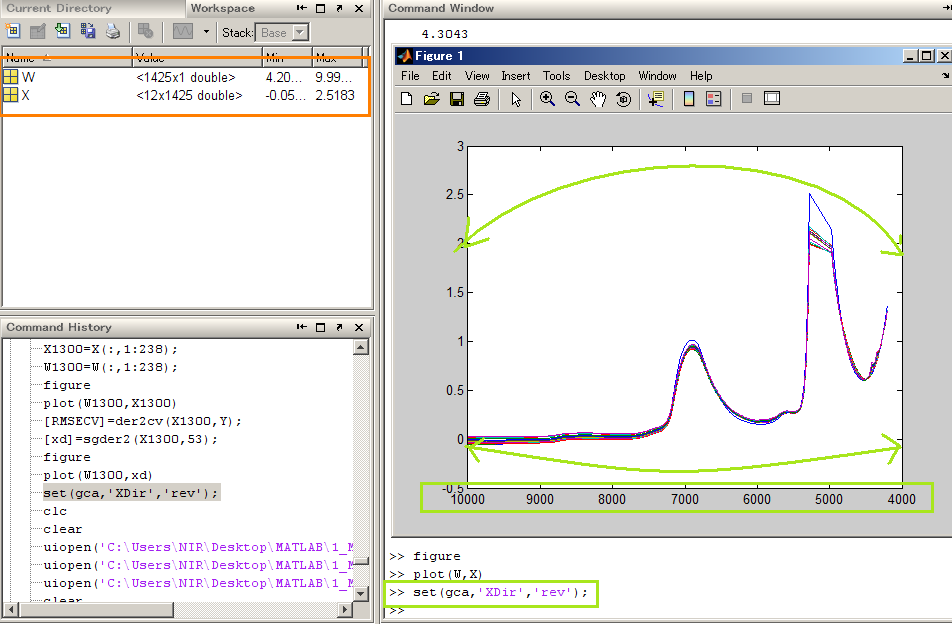 Current Directory Workspace
Stack: Base
Name Value Min Max
W <1425x1 double> 4.20... 9.99...
X <12x1425 double> -0.05... 2.5183
Command History
X1300=X(:,1:238);
W1300=W(:,1:238);
figure
plot(W1300,X1300)
[RMSECV]=der2cv(X1300,Y);
[xd]=sgder2(X1300,53);
figure
plot(W1300,xd)
set(gca,'XDir','rev');
clc
clear
uiopen('C:\Users\NIR\Desktop\MATLAB\1_M
uiopen('C:\Users\NIR\Desktop\MATLAB\1_M
uiopen('C:\Users\NIR\Desktop\MATLAB\1_M
clear
Command Window
4.3043
Figure 1
File Edit View Insert Tools Desktop Window Help
3
2.5
2
1.5
1
0.5
0
-0.5
10000 9000 8000 7000 6000 5000 4000
>> figure
>> plot(W,X)
>> set(gca,'XDir','rev');
>>